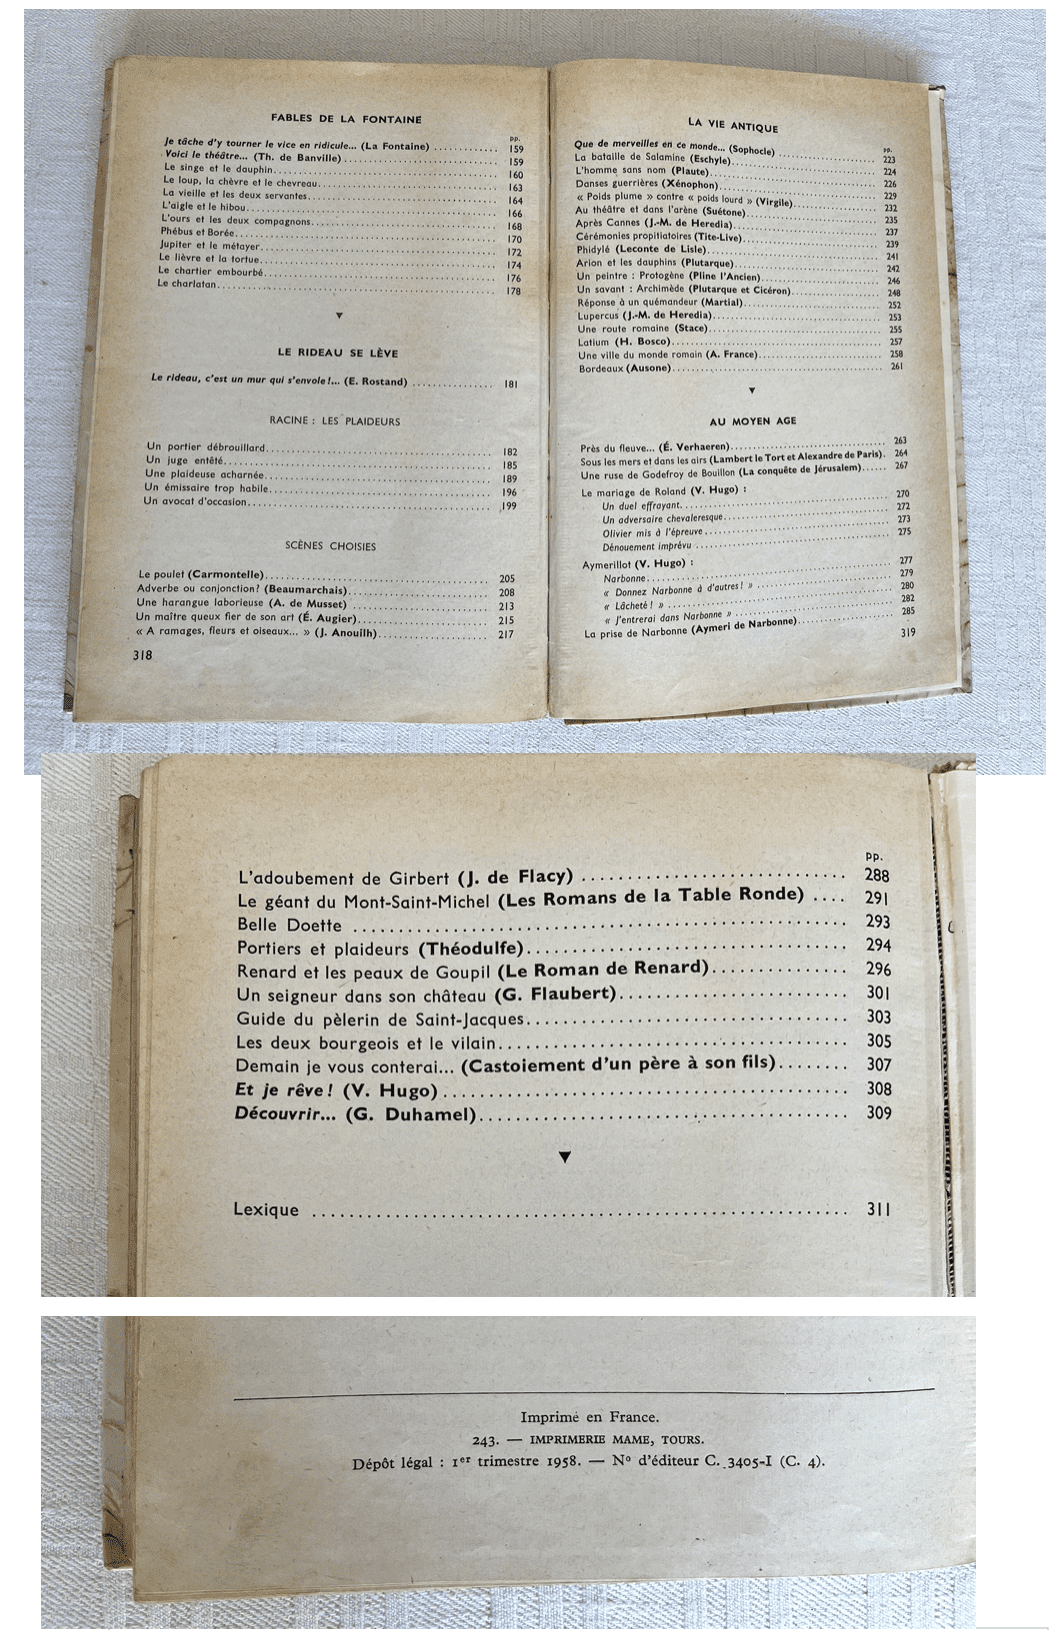 FABLES DE LA FONTAINE
pp.
Je tâche d'y tourner le vice en ridicule... (La Fontaine) ............ 159
Voici le théâtre... (Th. de Banville) ............ 159
Le singe et le dauphin ............ 160
Le loup, la chèvre et le chevreau ............ 163
La vieille et les deux servantes ............ 164
L'aigle et le hibou ............ 166
L'ours et les deux compagnons ............ 168
Phébus et Borée ............ 170
Jupiter et le métayer ............ 172
Le lièvre et la tortue ............ 174
Le chartier embourbé ............ 176
Le charlatan ............ 178
LE RIDEAU SE LÈVE
Le rideau, c'est un mur qui s'envole!... (E. Rostand) ............ 181
RACINE : LES PLAIDEURS
Un portier débrouillard ............ 182
Un juge entêté ............ 185
Une plaideuse acharnée ............ 189
Un émissaire trop habile ............ 196
Un avocat d'occasion ............ 199
SCÈNES CHOISIES
Le poulet (Carmontelle) ............ 205
Adverbe ou conjonction? (Beaumarchais) ............ 208
Une harangue laborieuse (A. de Musset) ............ 213
Un maître queux fier de son art (É. Augier) ............ 215
« A ramages, fleurs et oiseaux... » (J. Anouilh) ............ 217
318
LA VIE ANTIQUE
pp.
Que de merveilles en ce monde... (Sophocle) ............ 223
La bataille de Salamine (Eschyle) ............ 224
L'homme sans nom (Plaute) ............ 226
Danses guerrières (Xénophon) ............ 229
« Poids plume » contre « poids lourd » (Virgile) ............ 232
Au théâtre et dans l'arène (Suétone) ............ 235
Après Cannes (J.-M. de Heredia) ............ 237
Cérémonies propitiatoires (Tite-Live) ............ 239
Phidylé (Leconte de Lisle) ............ 241
Arion et les dauphins (Plutarque) ............ 242
Un peintre : Protogène (Pline l'Ancien) ............ 246
Un savant : Archimède (Plutarque et Cicéron) ............ 248
Réponse à un quémandeur (Martial) ............ 252
Lupercus (J.-M. de Heredia) ............ 253
Une route romaine (Stace) ............ 255
Latium (H. Bosco) ............ 257
Une ville du monde romain (A. France) ............ 258
Bordeaux (Ausone) ............ 261
AU MOYEN AGE
Près du fleuve... (É. Verhaeren) ............ 263
Sous les mers et dans les airs (Lambert le Tort et Alexandre de Paris). 264
Une ruse de Godefroy de Bouillon (La conquête de Jérusalem) ...... 267
Le mariage de Roland (V. Hugo) :
Un duel effrayant ............ 270
Un adversaire chevaleresque ............ 272
Olivier mis à l'épreuve ............ 273
Dénouement imprévu ............ 275
Aymerillot (V. Hugo) :
Narbonne ............ 277
« Donnez Narbonne à d'autres! » ............ 279
« Lâcheté! » ............ 280
« J'entrerai dans Narbonne » ............ 282
La prise de Narbonne (Aymeri de Narbonne) ............ 285
319
pp.
L'adoubement de Girbert (J. de Flacy) ............ 288
Le géant du Mont-Saint-Michel (Les Romans de la Table Ronde) .... 291
Belle Doette ............ 293
Portiers et plaideurs (Théodulfe) ............ 294
Renard et les peaux de Goupil (Le Roman de Renard) ............ 296
Un seigneur dans son château (G. Flaubert) ............ 301
Guide du pèlerin de Saint-Jacques ............ 303
Les deux bourgeois et le vilain ............ 305
Demain je vous conterai... (Castoiement d'un père à son fils) ........ 307
Et je rêve! (V. Hugo) ............ 308
Découvrir... (G. Duhamel) ............ 309
Lexique ............ 311
Imprimé en France.
243. — IMPRIMERIE MAME, TOURS.
Dépôt légal : 1er trimestre 1958. — No d'éditeur C. 3405-I (C. 4).